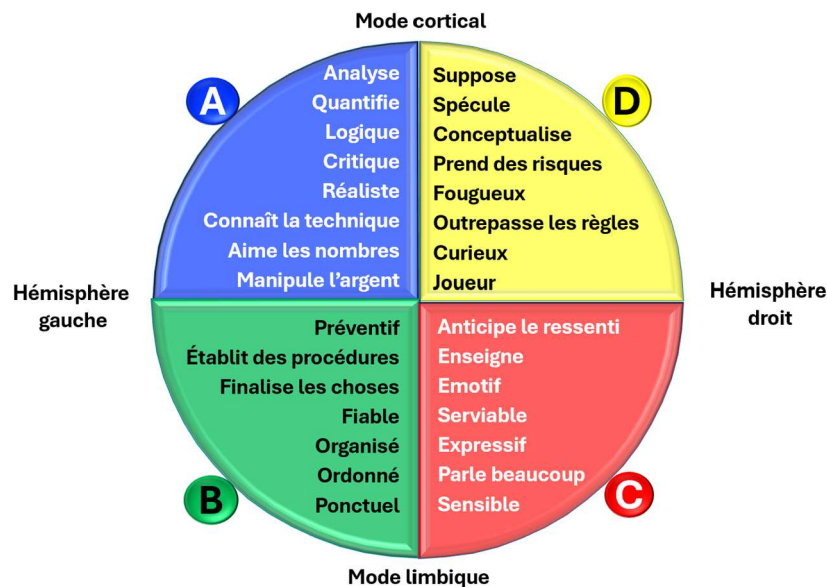 Mode cortical
A
Analyse
Quantifie
Logique
Critique
Réaliste
Connaît la technique
Aime les nombres
Manipule l’argent
D
Suppose
Spécule
Conceptualise
Prend des risques
Fougueux
Outrepasse les règles
Curieux
Joueur
Hémisphère
gauche
Hémisphère
droit
Préventif
Établit des procédures
Finalise les choses
Fiable
Organisé
Ordonné
Ponctuel
B
Anticipe le ressenti
Enseigne
Emotif
Serviable
Expressif
Parle beaucoup
Sensible
C
Mode limbique